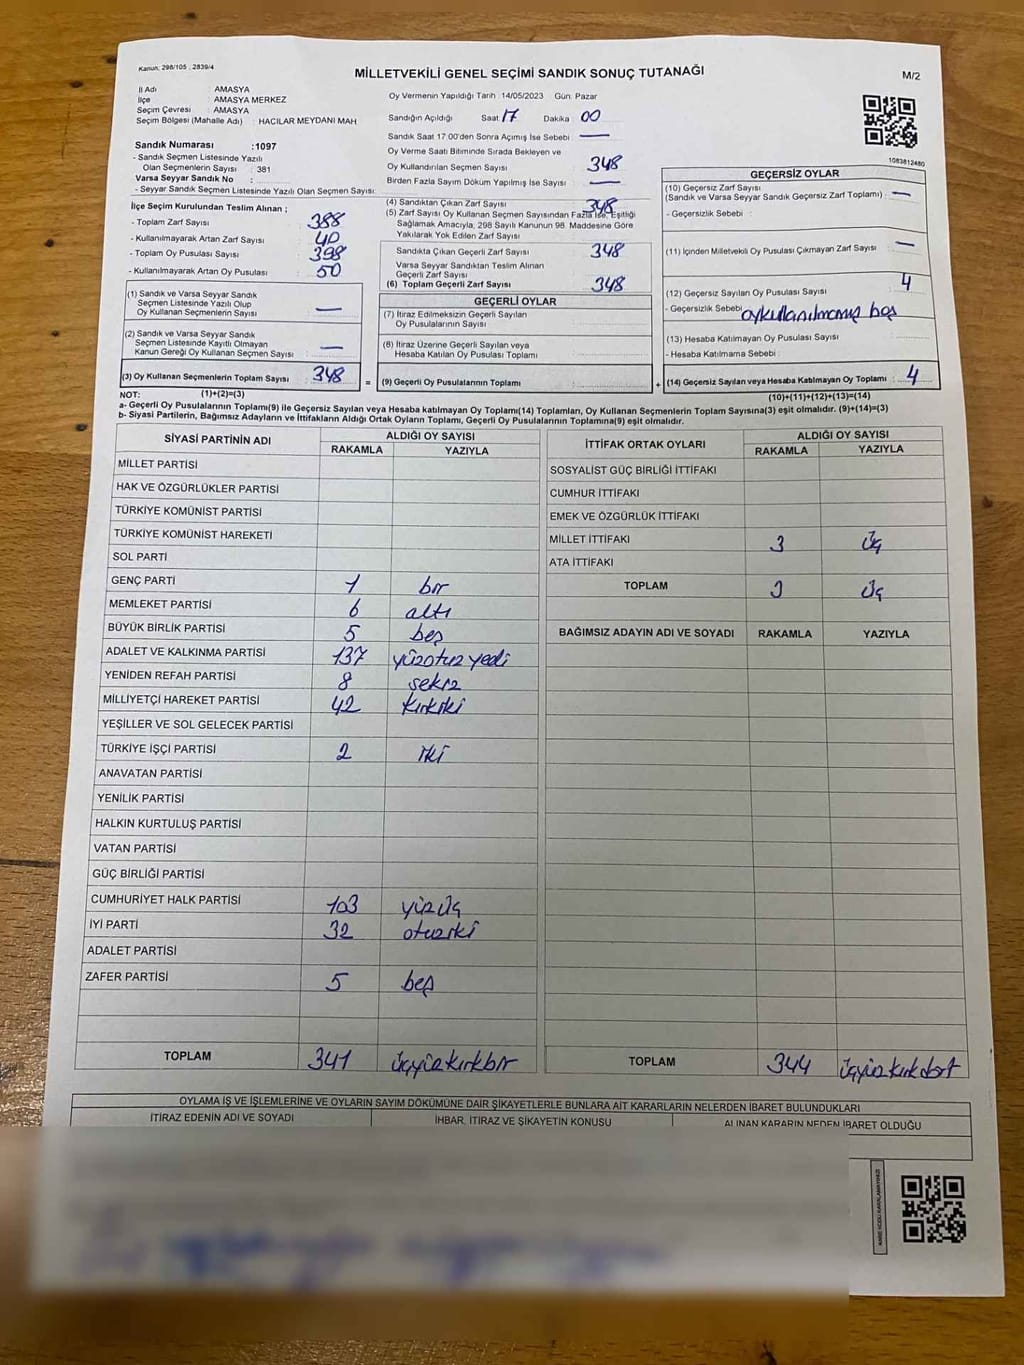 Kanun, 298/105 , 2839/4
MİLLETVEKİLİ GENEL SEÇİMİ SANDIK SONUÇ TUTANAĞI
M/2
İl Adı : AMASYA
İlçe : AMASYA MERKEZ
Seçim Çevresi : AMASYA
Seçim Bölgesi (Mahalle Adı) : HACILAR MEYDANI MAH
Sandık Numarası :1097
- Sandık Seçmen Listesinde Yazılı
Olan Seçmenlerin Sayısı : 381
Varsa Seyyar Sandık No :
- Seyyar Sandık Seçmen Listesinde Yazılı Olan Seçmen Sayısı:
İlçe Seçim Kurulundan Teslim Alınan ;
- Toplam Zarf Sayısı : 388
- Kullanılmayarak Artan Zarf Sayısı : 40
- Toplam Oy Pusulası Sayısı : 398
- Kullanılmayarak Artan Oy Pusulası : 50
(1) Sandık ve Varsa Seyyar Sandık
Seçmen Listesinde Yazılı Olup
Oy Kullanan Seçmenlerin Sayısı : —
(2) Sandık ve Varsa Seyyar Sandık
Seçmen Listesinde Kayıtlı Olmayan
Kanun Gereği Oy Kullanan Seçmen Sayısı : —
(3) Oy Kullanan Seçmenlerin Toplam Sayısı : 348
Oy Vermenin Yapıldığı Tarih : 14/05/2023 Gün: Pazar
Sandığın Açıldığı Saat 17 Dakika 00
Sandık Saat 17 00'den Sonra Açımış İse Sebebi : —
Oy Verme Saati Bitiminde Sırada Bekleyen ve
Oy Kullandırılan Seçmen Sayısı : 348
Birden Fazla Sayım Döküm Yapılmış İse Sayısı : —
(4) Sandıktan Çıkan Zarf Sayısı : 348
(5) Zarf Sayısı Oy Kullanan Seçmen Sayısından Fazla İse, Eşitliği
Sağlamak Amacıyla, 298 Sayılı Kanunun 98. Maddesine Göre
Yakılarak Yok Edilen Zarf Sayısı :
Sandıkta Çıkan Geçerli Zarf Sayısı : 348
Varsa Seyyar Sandıktan Teslim Alınan
Geçerli Zarf Sayısı :
(6) Toplam Geçerli Zarf Sayısı : 348
GEÇERLİ OYLAR
(7) İtiraz Edilmeksizin Geçerli Sayılan
Oy Pusulalarının Sayısı :
(8) İtiraz Üzerine Geçerli Sayılan veya
Hesaba Katılan Oy Pusulası Toplamı :
= (9) Geçerli Oy Pusulalarının Toplamı :
1083812480
GEÇERSİZ OYLAR
(10) Geçersiz Zarf Sayısı
(Sandık ve Varsa Seyyar Sandık Geçersiz Zarf Toplamı) : —
- Geçersizlik Sebebi :
(11) İçinden Milletvekili Oy Pusulası Çıkmayan Zarf Sayısı : —
(12) Geçersiz Sayılan Oy Pusulası Sayısı : 4
- Geçersizlik Sebebi : oykullanılmamış boş
(13) Hesaba Katılmayan Oy Pusulası Sayısı :
- Hesaba Katılmama Sebebi :
+ (14) Geçersiz Sayılan veya Hesaba Katılmayan Oy Toplamı : 4
NOT: (1)+(2)=(3)
(10)+(11)+(12)+(13)=(14)
a- Geçerli Oy Pusulalarının Toplamı(9) ile Geçersiz Sayılan veya Hesaba katılmayan Oy Toplamı(14) Toplamları, Oy Kullanan Seçmenlerin Toplam Sayısına(3) eşit olmalıdır. (9)+(14)=(3)
b- Siyasi Partilerin, Bağımsız Adayların ve İttifakların Aldığı Ortak Oyların Toplamı, Geçerli Oy Pusulalarının Toplamına(9) eşit olmalıdır.
SİYASİ PARTİNİN ADI ALDIĞI OY SAYISI
RAKAMLA YAZIYLA
MİLLET PARTİSİ
HAK VE ÖZGÜRLÜKLER PARTİSİ
TÜRKİYE KOMÜNİST PARTİSİ
TÜRKİYE KOMÜNİST HAREKETİ
SOL PARTİ
GENÇ PARTİ 1 bir
MEMLEKET PARTİSİ 6 altı
BÜYÜK BİRLİK PARTİSİ 5 beş
ADALET VE KALKINMA PARTİSİ 137 yüzotuz yedi
YENİDEN REFAH PARTİSİ 8 sekiz
MİLLİYETÇİ HAREKET PARTİSİ 42 kırkiki
YEŞİLLER VE SOL GELECEK PARTİSİ
TÜRKİYE İŞÇİ PARTİSİ 2 iki
ANAVATAN PARTİSİ
YENİLİK PARTİSİ
HALKIN KURTULUŞ PARTİSİ
VATAN PARTİSİ
GÜÇ BİRLİĞİ PARTİSİ
CUMHURİYET HALK PARTİSİ 103 yüzüç
İYİ PARTİ 32 otuziki
ADALET PARTİSİ
ZAFER PARTİSİ 5 beş
TOPLAM 341 üçyüzkırkbir
İTTİFAK ORTAK OYLARI ALDIĞI OY SAYISI
RAKAMLA YAZIYLA
SOSYALİST GÜÇ BİRLİĞİ İTTİFAKI
CUMHUR İTTİFAKI
EMEK VE ÖZGÜRLÜK İTTİFAKI
MİLLET İTTİFAKI 3 üç
ATA İTTİFAKI
TOPLAM 3 üç
BAĞIMSIZ ADAYIN ADI VE SOYADI RAKAMLA YAZIYLA
TOPLAM 344 üçyüzkırkdört
OYLAMA İŞ VE İŞLEMLERİNE VE OYLARIN SAYIM DÖKÜMÜNE DAİR ŞİKAYETLERLE BUNLARA AİT KARARLARIN NELERDEN İBARET BULUNDUKLARI
İTİRAZ EDENİN ADI VE SOYADI İHBAR, İTİRAZ VE ŞİKAYETİN KONUSU ALINAN KARARIN NEDEN İBARET OLDUĞU